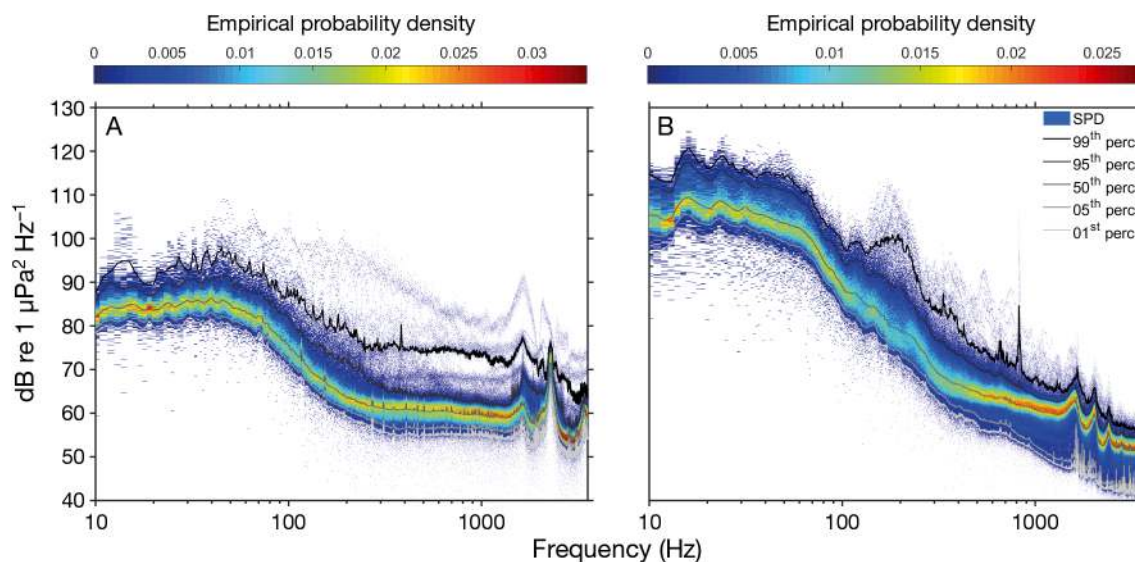 Empirical probability density
Empirical probability density
0 0.005 0.01 0.015 0.02 0.025 0.03
0 0.005 0.01 0.015 0.02 0.025
130
120
110
100
90
80
70
60
50
40
dB re 1 µPa² Hz⁻¹
A
B
SPD
99th perc
95th perc
50th perc
05th perc
01st perc
10 100 1000
10 100 1000
Frequency (Hz)